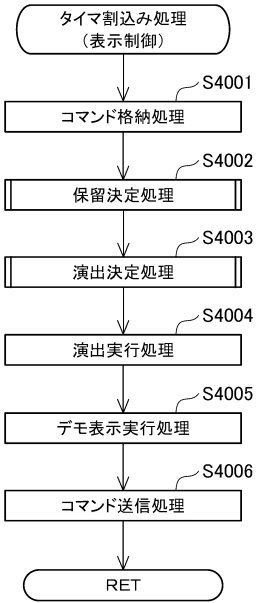 タイマ割込み処理
（表示制御）
S4001
コマンド格納処理
S4002
保留決定処理
S4003
演出決定処理
S4004
演出実行処理
S4005
デモ表示実行処理
S4006
コマンド送信処理
RET